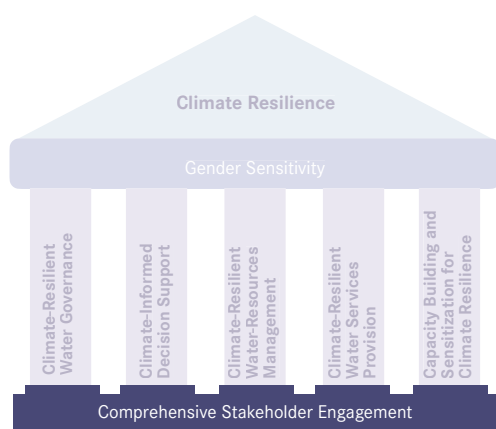 Climate Resilience
Gender Sensitivity
Climate-Resilient
Water Governance
Climate-Informed
Decision Support
Climate-Resilient
Water-Resources
Management
Climate-Resilient
Water Services
Provision
Capacity Building and
Sensitization for
Climate Resilience
Comprehensive Stakeholder Engagement